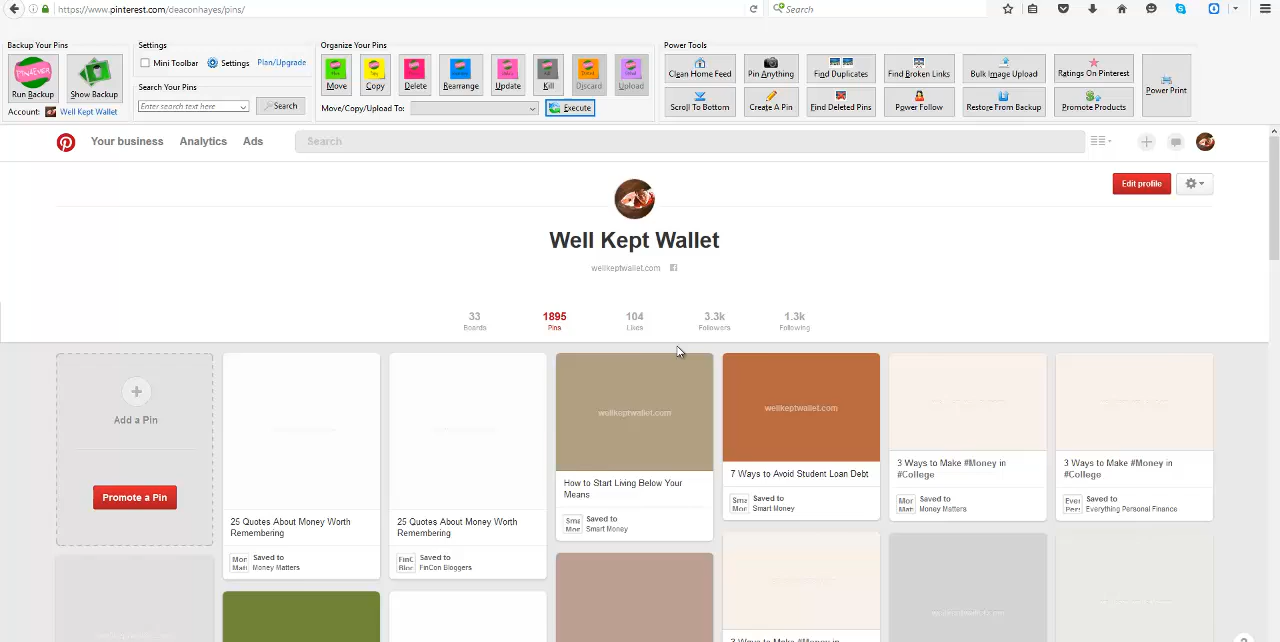 https://www.pinterest.com/deaconhayes/pins/
Search
Backup Your Pins
Settings
Organize Your Pins
Power Tools
Mini Toolbar
Settings
Plan/Upgrade
Run Backup
Show Backup
Search Your Pins
Enter search text here
Search
Account:
Well Kept Wallet
Move
Copy
Delete
Rearrange
Update
Kill
Discard
Upload
Move/Copy/Upload To:
Execute
Clean Home Feed
Pin Anything
Find Duplicates
Find Broken Links
Bulk Image Upload
Ratings On Pinterest
Power Print
Scroll To Bottom
Create A Pin
Find Deleted Pins
Power Follow
Restore From Backup
Promote Products
Your business
Analytics
Ads
Search
Edit profile
Well Kept Wallet
wellkeptwallet.com
33
Boards
1895
Pins
104
Likes
3.3k
Followers
1.3k
Following
Add a Pin
Promote a Pin
25 Quotes About Money Worth
Remembering
Saved to
Money Matters
25 Quotes About Money Worth
Remembering
Saved to
FinCon Bloggers
wellkeptwallet.com
How to Start Living Below Your
Means
Saved to
Smart Money
wellkeptwallet.com
7 Ways to Avoid Student Loan Debt
Saved to
Smart Money
3 Ways to Make #Money in
#College
Saved to
Money Matters
3 Ways to Make #Money in
#College
Saved to
Everything Personal Finance
3 Ways to Make #Money in